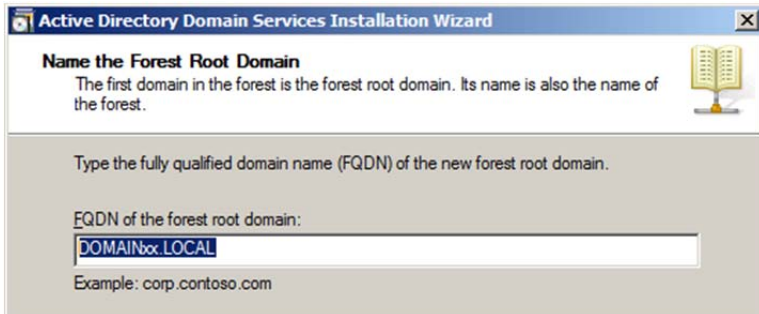 Active Directory Domain Services Installation Wizard
Name the Forest Root Domain
The first domain in the forest is the forest root domain. Its name is also the name of
the forest.
Type the fully qualified domain name (FQDN) of the new forest root domain.
FQDN of the forest root domain:
DOMAINxx.LOCAL
Example: corp.contoso.com